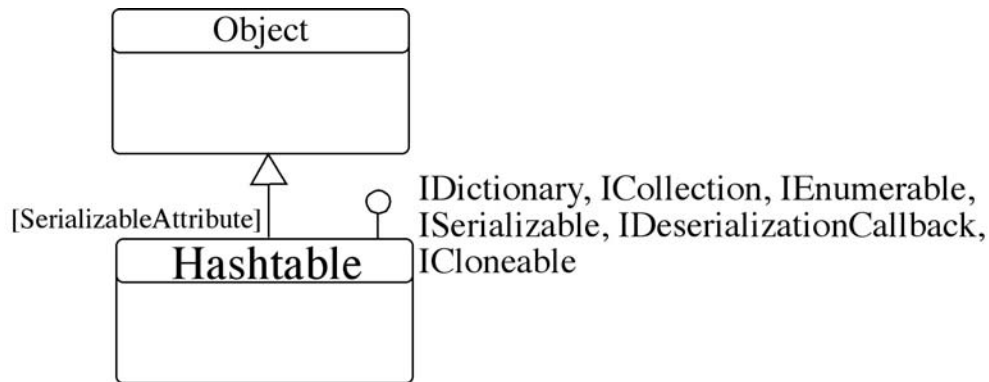 Object
IDictionary, ICollection, IEnumerable,
[SerializableAttribute]
ISerializable, IDeserializationCallback,
Hashtable
ICloneable